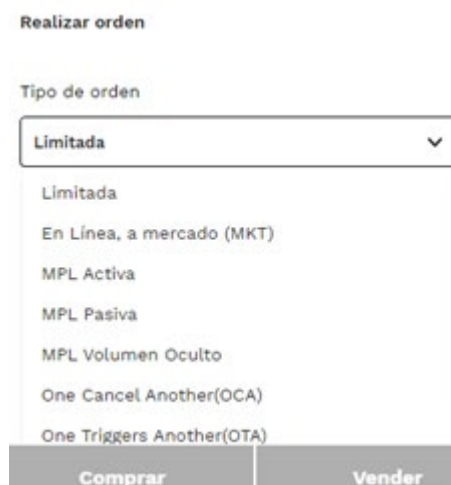 Realizar orden
Tipo de orden
Limitada
Limitada
En Línea, a mercado (MKT)
MPL Activa
MPL Pasiva
MPL Volumen Oculto
One Cancel Another(OCA)
One Triggers Another(OTA)
Comprar Vender